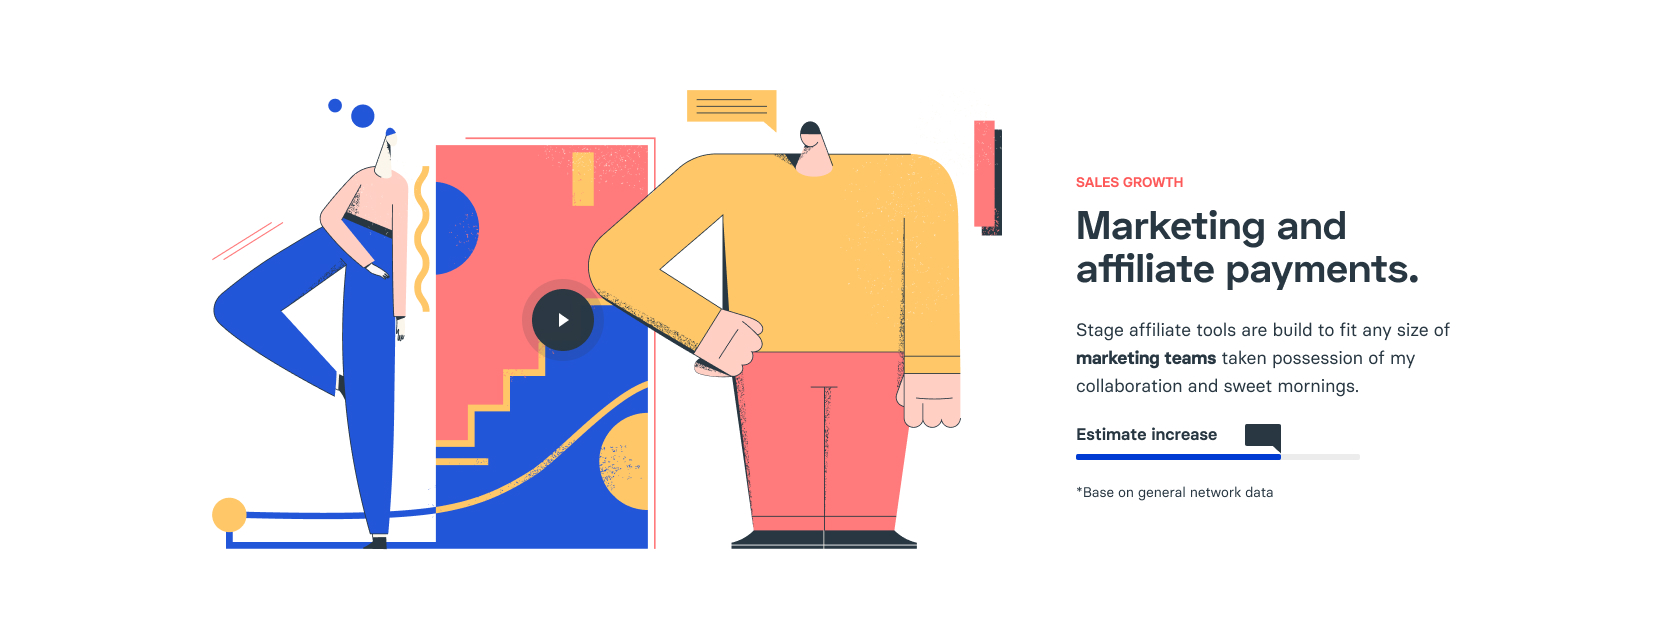 SALES GROWTH
Marketing and
affiliate payments.
Stage affiliate tools are build to fit any size of
marketing teams taken possession of my
collaboration and sweet mornings.
Estimate increase
*Base on general network data